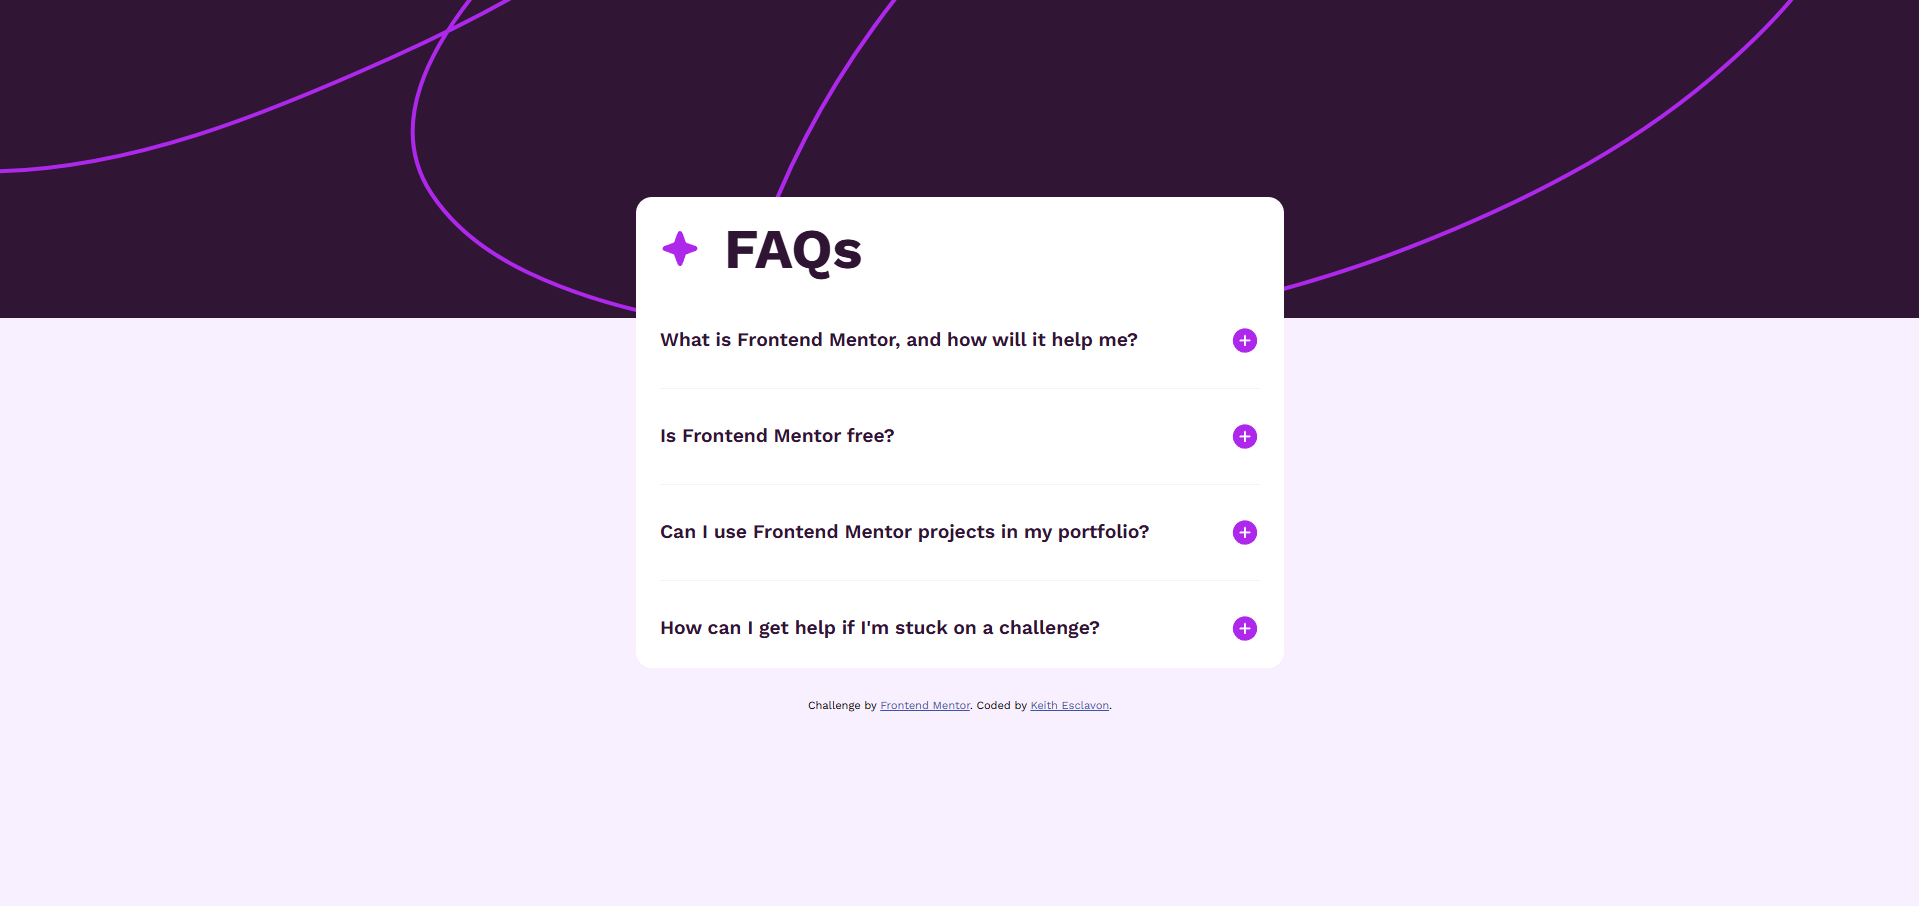 FAQs
What is Frontend Mentor, and how will it help me?
Is Frontend Mentor free?
Can I use Frontend Mentor projects in my portfolio?
How can I get help if I'm stuck on a challenge?
Challenge by Frontend Mentor. Coded by Keith Esclavon.